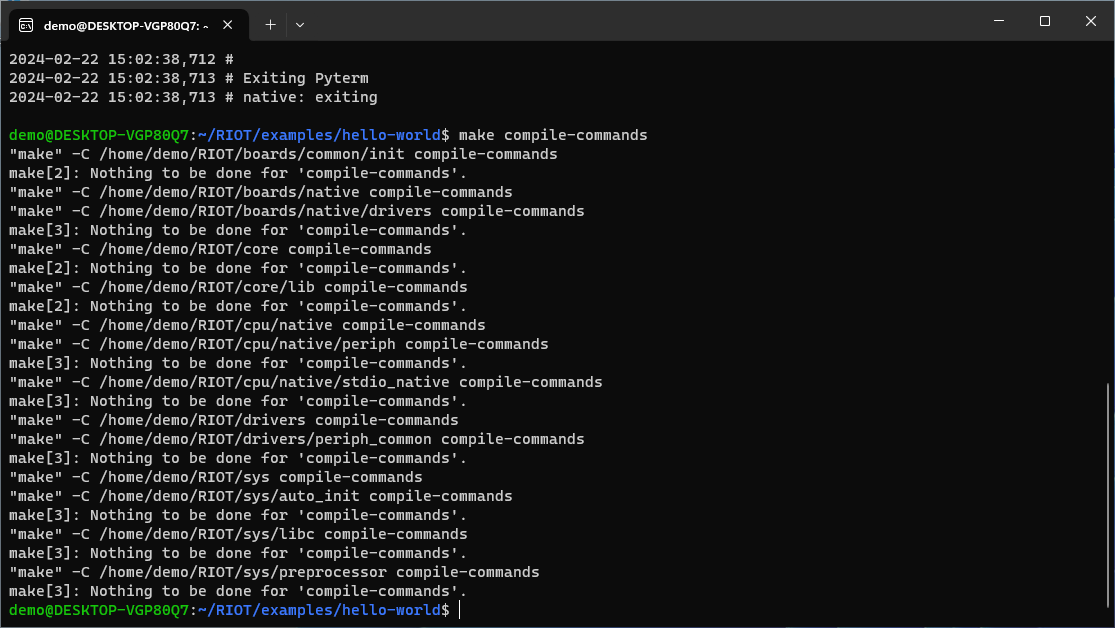 demo@DESKTOP-VGP80Q7: ~
2024-02-22 15:02:38,712 #
2024-02-22 15:02:38,713 # Exiting Pyterm
2024-02-22 15:02:38,713 # native: exiting
demo@DESKTOP-VGP80Q7:~/RIOT/examples/hello-world$ make compile-commands
"make" -C /home/demo/RIOT/boards/common/init compile-commands
make[2]: Nothing to be done for 'compile-commands'.
"make" -C /home/demo/RIOT/boards/native compile-commands
"make" -C /home/demo/RIOT/boards/native/drivers compile-commands
make[3]: Nothing to be done for 'compile-commands'.
"make" -C /home/demo/RIOT/core compile-commands
make[2]: Nothing to be done for 'compile-commands'.
"make" -C /home/demo/RIOT/core/lib compile-commands
make[2]: Nothing to be done for 'compile-commands'.
"make" -C /home/demo/RIOT/cpu/native compile-commands
"make" -C /home/demo/RIOT/cpu/native/periph compile-commands
make[3]: Nothing to be done for 'compile-commands'.
"make" -C /home/demo/RIOT/cpu/native/stdio_native compile-commands
make[3]: Nothing to be done for 'compile-commands'.
"make" -C /home/demo/RIOT/drivers compile-commands
"make" -C /home/demo/RIOT/drivers/periph_common compile-commands
make[3]: Nothing to be done for 'compile-commands'.
"make" -C /home/demo/RIOT/sys compile-commands
"make" -C /home/demo/RIOT/sys/auto_init compile-commands
make[3]: Nothing to be done for 'compile-commands'.
"make" -C /home/demo/RIOT/sys/libc compile-commands
make[3]: Nothing to be done for 'compile-commands'.
"make" -C /home/demo/RIOT/sys/preprocessor compile-commands
make[3]: Nothing to be done for 'compile-commands'.
demo@DESKTOP-VGP80Q7:~/RIOT/examples/hello-world$